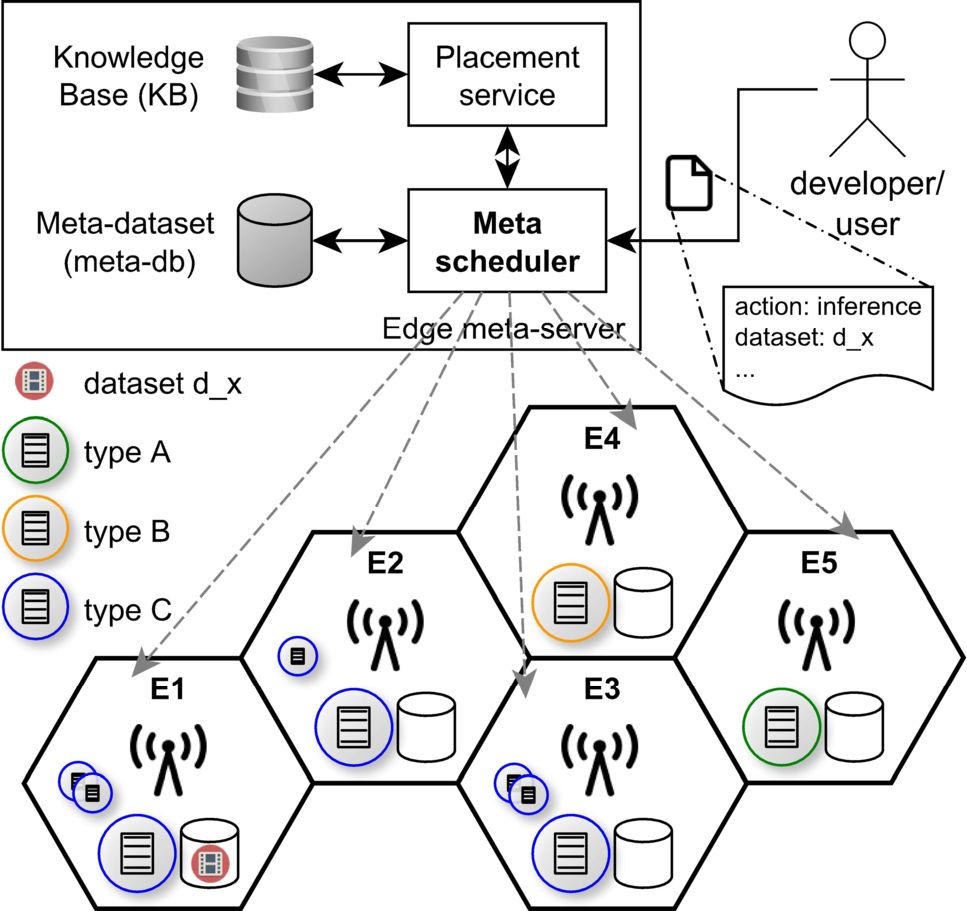 Knowledge
Base (KB)
Placement
service
Meta-dataset
(meta-db)
Meta
scheduler
Edge meta-server
developer/
user
action: inference
dataset: d_x
...
dataset d_x
type A
type B
type C
E4
E2
E5
E1
E3